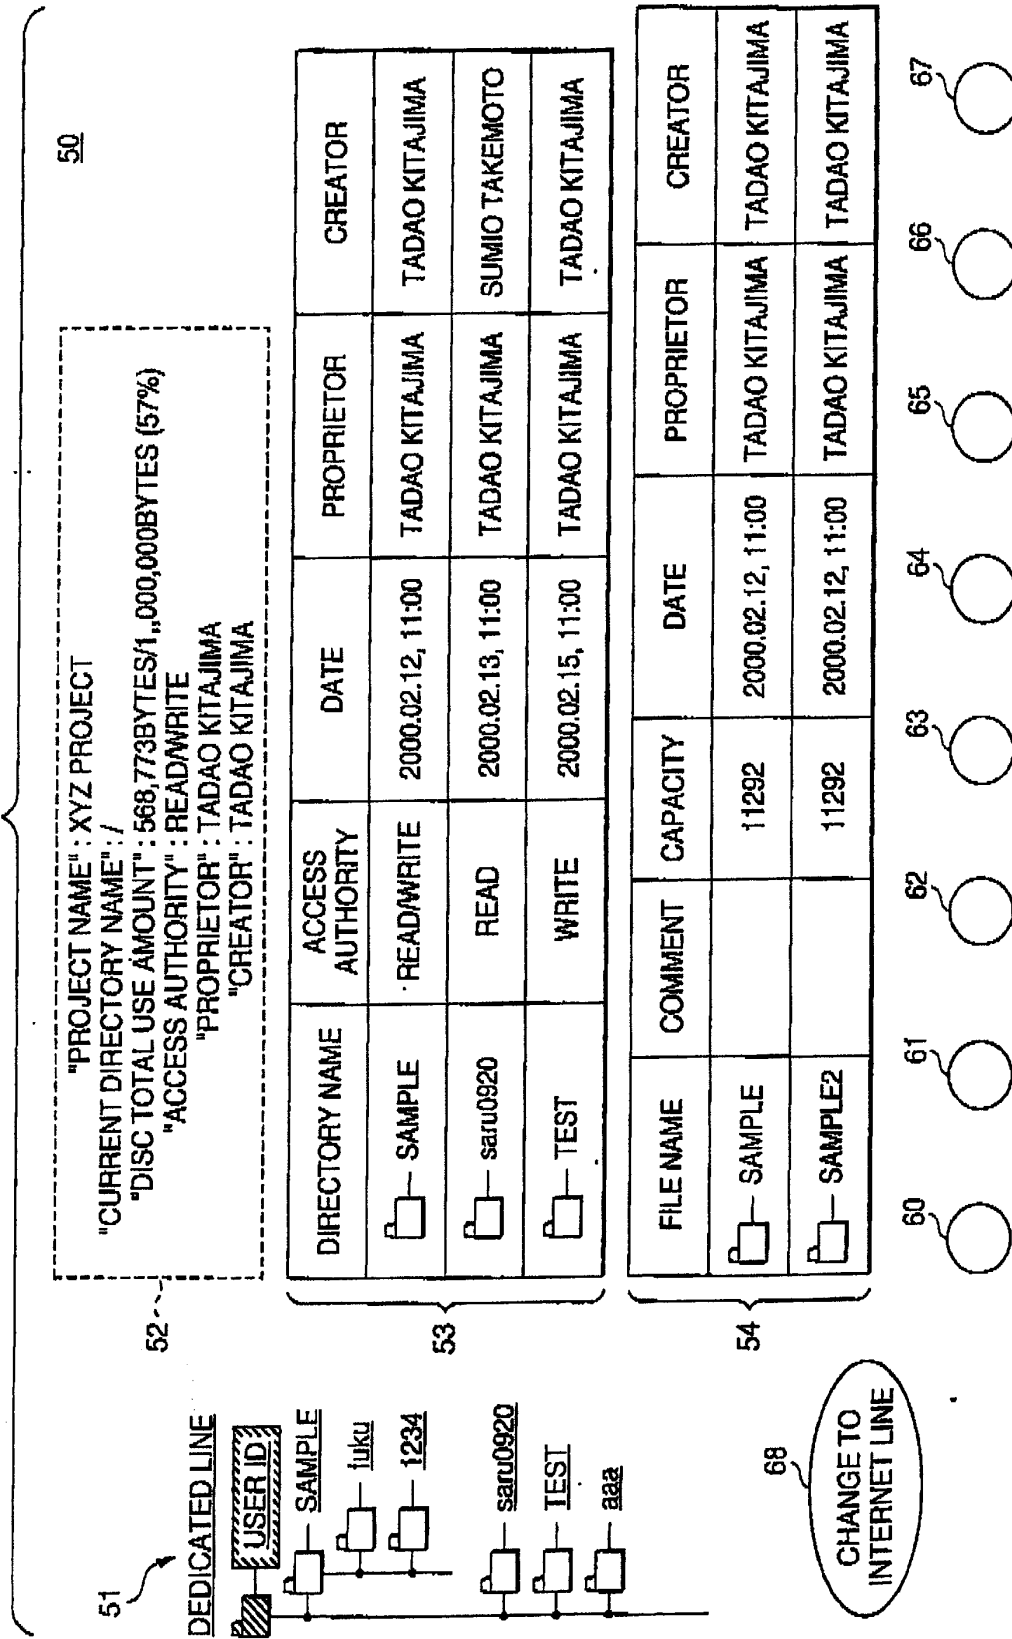 50
51
DEDICATED LINE
USER ID
SAMPLE
tuku
1234
saru0920
TEST
aaa
68
CHANGE TO
INTERNET LINE
52
"PROJECT NAME" : XYZ PROJECT
"CURRENT DIRECTORY NAME" : /
"DISC TOTAL USE AMOUNT" : 568,773BYTES/1,,000,000BYTES (57%)
"ACCESS AUTHORITY" : READ/WRITE
"PROPRIETOR" : TADAO KITAJIMA
"CREATOR" : TADAO KITAJIMA
53
DIRECTORY NAME ACCESS AUTHORITY DATE PROPRIETOR CREATOR
SAMPLE READ/WRITE 2000.02.12, 11:00 TADAO KITAJIMA TADAO KITAJIMA
saru0920 READ 2000.02.13, 11:00 TADAO KITAJIMA SUMIO TAKEMOTO
TEST WRITE 2000.02.15, 11:00 TADAO KITAJIMA TADAO KITAJIMA
54
FILE NAME COMMENT CAPACITY DATE PROPRIETOR CREATOR
SAMPLE 11292 2000.02.12, 11:00 TADAO KITAJIMA TADAO KITAJIMA
SAMPLE2 11292 2000.02.12, 11:00 TADAO KITAJIMA TADAO KITAJIMA
60 61 62 63 64 65 66 67